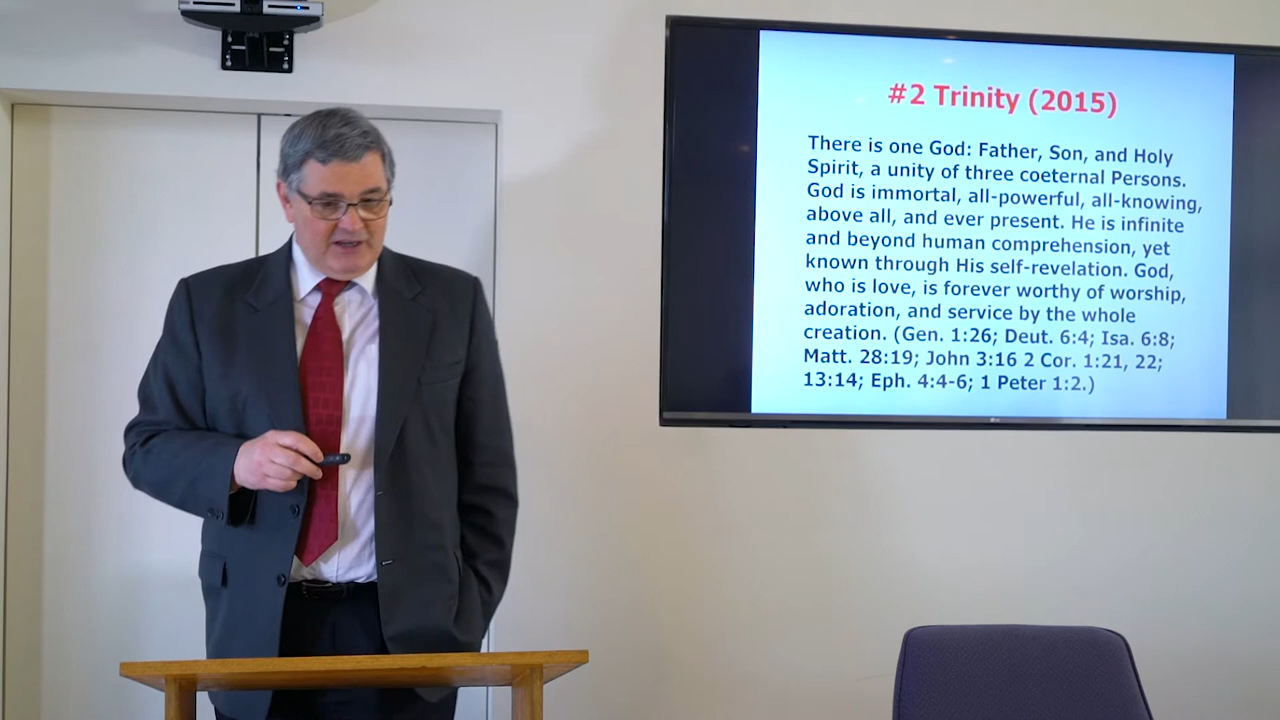 #2 Trinity (2015)
There is one God: Father, Son, and Holy
Spirit, a unity of three coeternal Persons.
God is immortal, all-powerful, all-knowing,
above all, and ever present. He is infinite
and beyond human comprehension, yet
known through His self-revelation. God,
who is love, is forever worthy of worship,
adoration, and service by the whole
creation. (Gen. 1:26; Deut. 6:4; Isa. 6:8;
Matt. 28:19; John 3:16 2 Cor. 1:21, 22;
13:14; Eph. 4:4-6; 1 Peter 1:2.)
LG